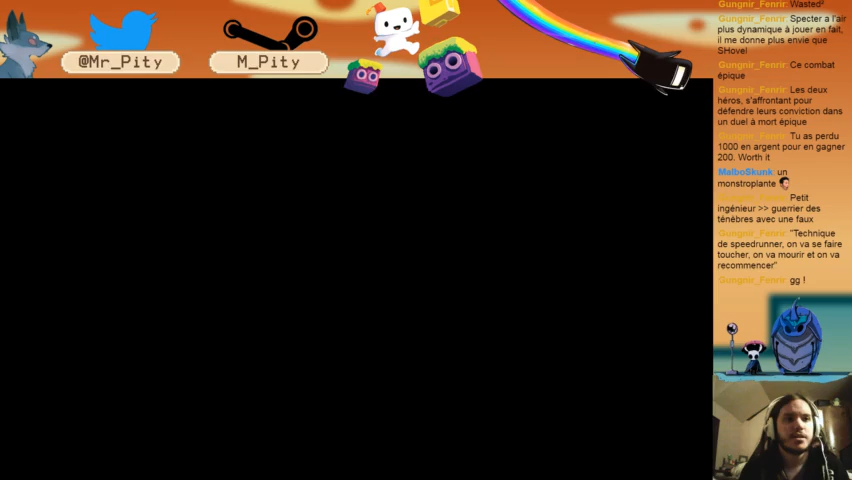 @Mr_Pity
M_Pity
Gungnir_Fenrir: Wasted²
Gungnir_Fenrir: Specter a l'air
plus dynamique à jouer en fait,
il me donne plus envie que
SHovel
Gungnir_Fenrir: Ce combat
épique
Gungnir_Fenrir: Les deux
héros, s'affrontant pour
défendre leurs conviction dans
un duel à mort épique
Gungnir_Fenrir: Tu as perdu
1000 en argent pour en gagner
200. Worth it
MalboSkunk: un
monstroplante
Gungnir_Fenrir: Petit
ingénieur >> guerrier des
ténèbres avec une faux
Gungnir_Fenrir: "Technique
de speedrunner, on va se faire
toucher, on va mourir et on va
recommencer"
Gungnir_Fenrir: gg !